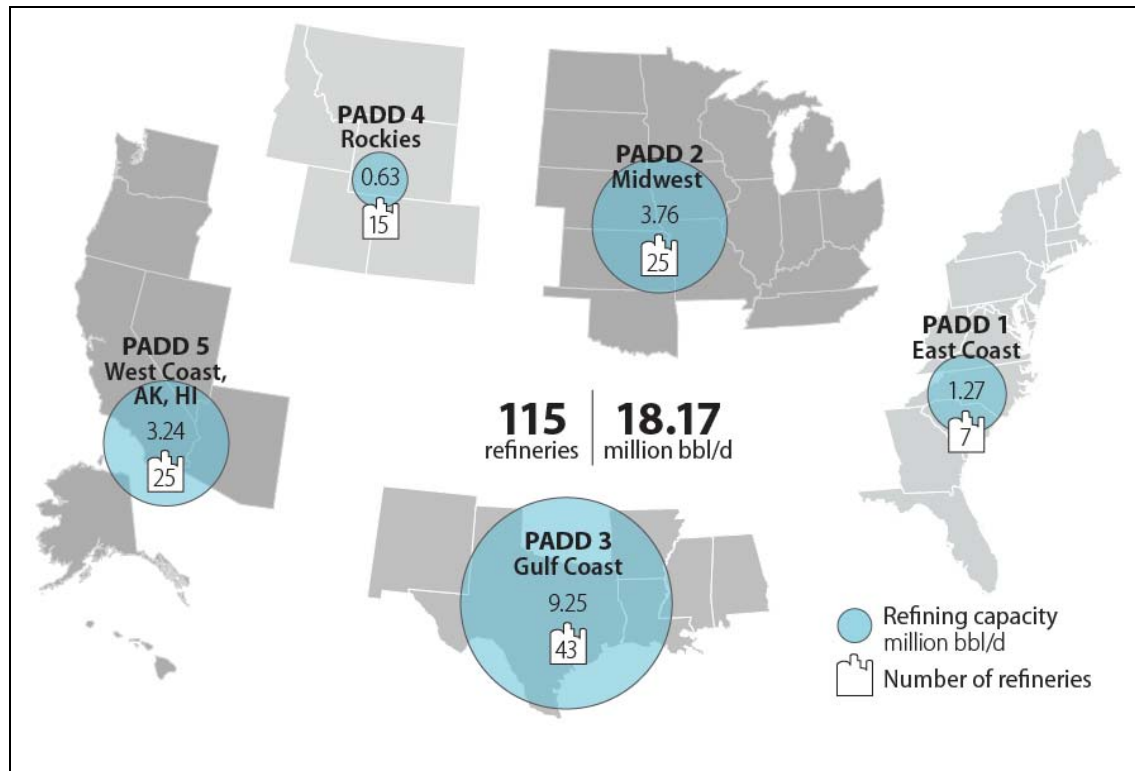 PADD 4
Rockies
0.63
15
PADD 2
Midwest
3.76
25
PADD 1
East Coast
1.27
7
PADD 5
West Coast,
AK, HI
3.24
25
115
refineries
18.17
million bbl/d
PADD 3
Gulf Coast
9.25
43
Refining capacity
million bbl/d
Number of refineries